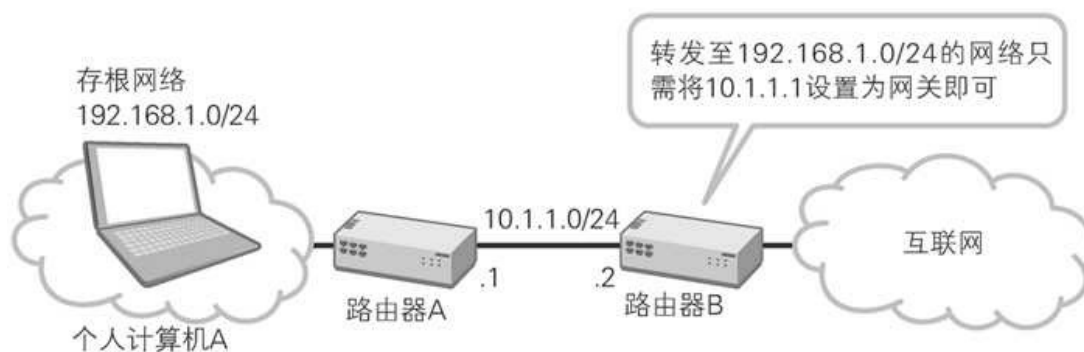 转发至192.168.1.0/24的网络只
需将10.1.1.1设置为网关即可
存根网络
192.168.1.0/24
10.1.1.0/24
互联网
.1
.2
路由器A
路由器B
个人计算机A